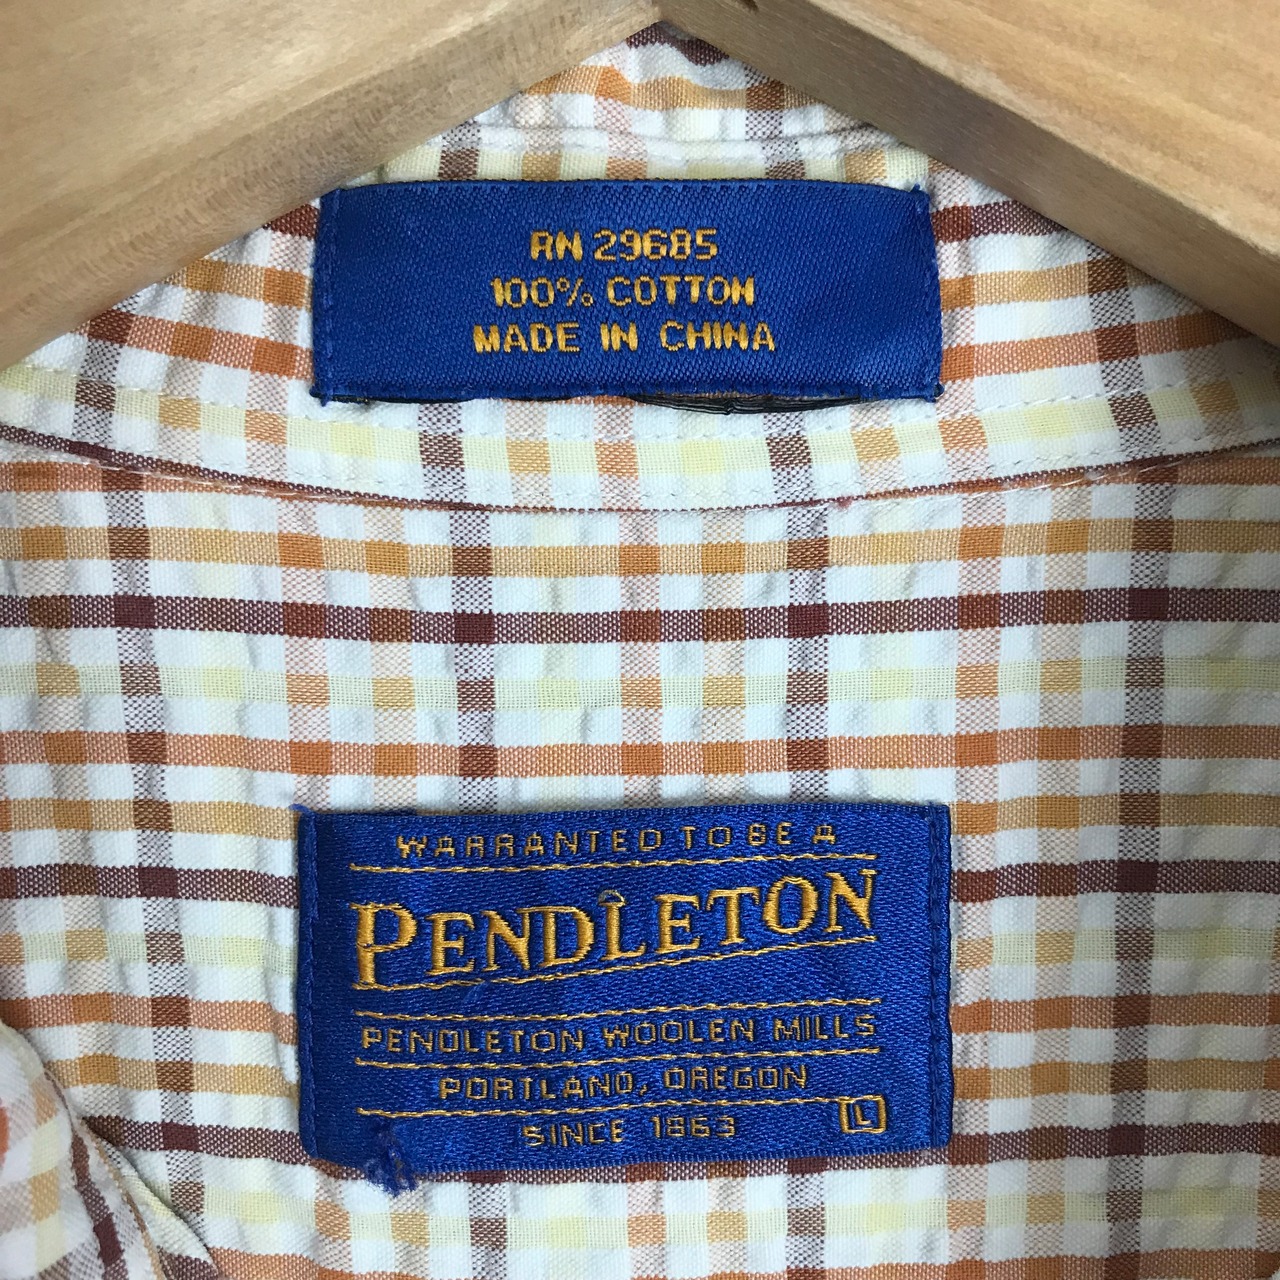 RN 29685
100% COTTON
MADE IN CHINA
WARRANTED TO BE A
PENDLETON
PENDLETON WOOLEN MILLS
PORTLAND, OREGON
SINCE 1863
L